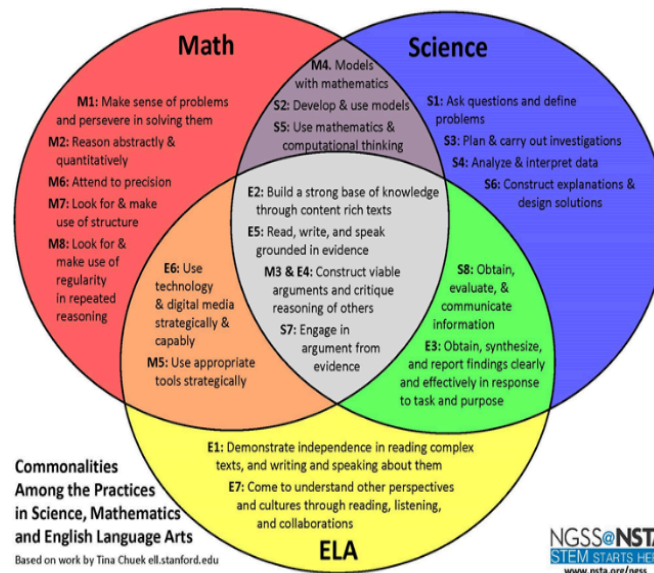 Math
Science
M1: Make sense of problems
and persevere in solving them
M2: Reason abstractly &
quantitatively
M6: Attend to precision
M7: Look for & make
use of structure
M8: Look for &
make use of
regularity
in repeated
reasoning
M4. Models
with mathematics
S2: Develop & use models
S5: Use mathematics &
computational thinking
S1: Ask questions and define
problems
S3: Plan & carry out investigations
S4: Analyze & interpret data
S6: Construct explanations &
design solutions
E2: Build a strong base of knowledge
through content rich texts
E5: Read, write, and speak
grounded in evidence
M3 & E4: Construct viable
arguments and critique
reasoning of others
S7: Engage in
argument from
evidence
E6: Use
technology
& digital media
strategically &
capably
M5: Use appropriate
tools strategically
S8: Obtain,
evaluate, &
communicate
information
E3: Obtain, synthesize,
and report findings clearly
and effectively in response
to task and purpose
E1: Demonstrate independence in reading complex
texts, and writing and speaking about them
E7: Come to understand other perspectives
and cultures through reading, listening,
and collaborations
ELA
Commonalities
Among the Practices
in Science, Mathematics
and English Language Arts
Based on work by Tina Chuek ell.stanford.edu
NGSS@NSTA
STEM STARTS HER
www.nsta.org/ngss